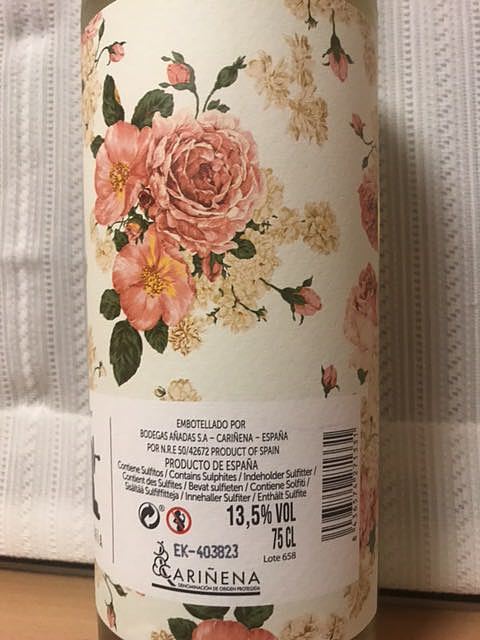 EMBOTELLADO POR
BODEGAS AÑADAS S.A - CARIÑENA - ESPAÑA
POR N.R.E 50/42672 PRODUCT OF SPAIN
PRODUCTO DE ESPAÑA
Contiene Sulfitos / Contains Sulphites / Indeholder Sulfitter /
Contient des Sulfites / Bevat sulfieten / Contiene Solfiti /
Sisältää Sulfiffitteja / Innehaller Sulfiter / Enthält Sulfite
13,5% VOL
75 CL
EK-403823
Lote 658
CARIÑENA
DENOMINACIÓN DE ORIGEN PROTEGIDA